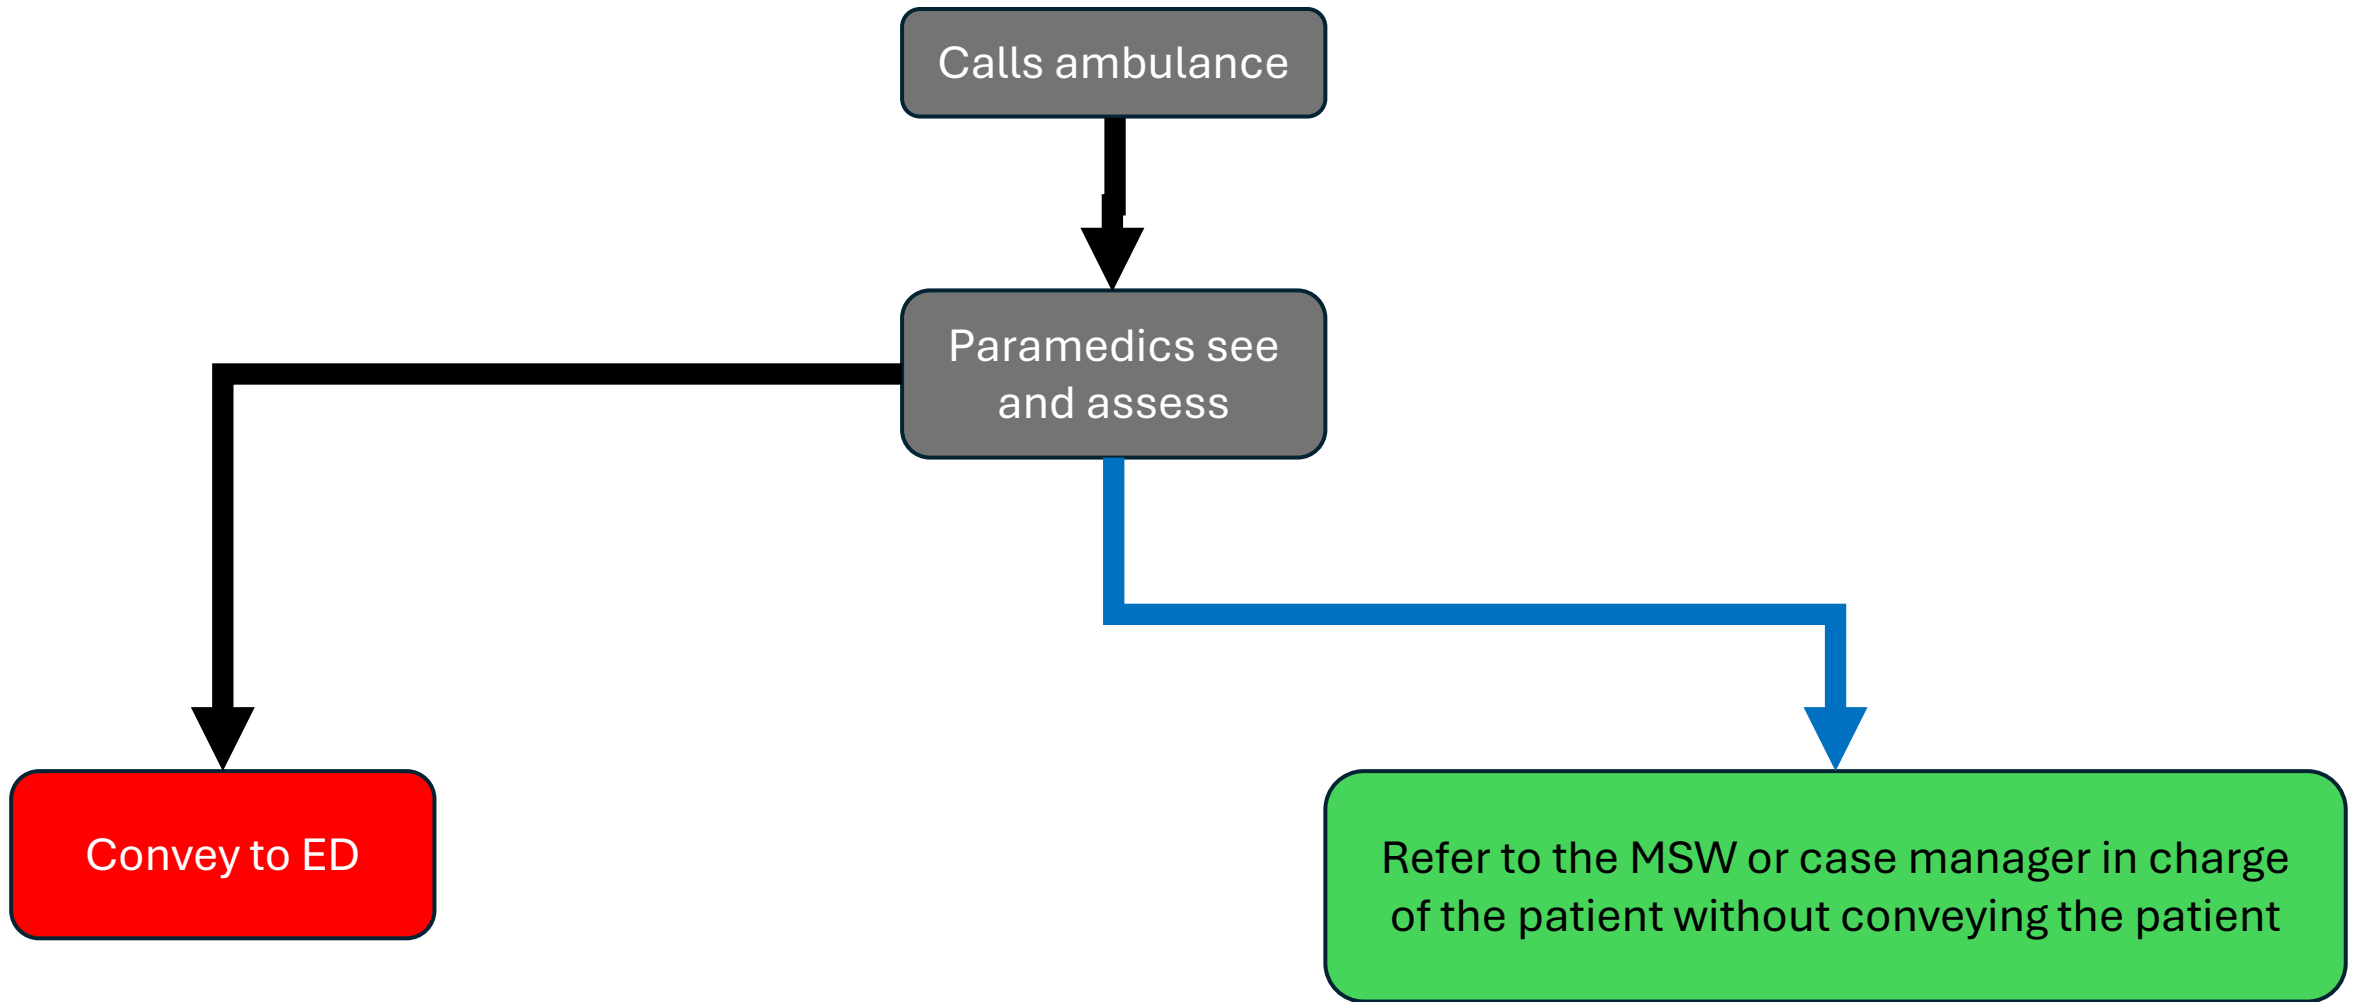 Calls ambulance
Paramedics see
and assess
Convey to ED
Refer to the MSW or case manager in charge
of the patient without conveying the patient